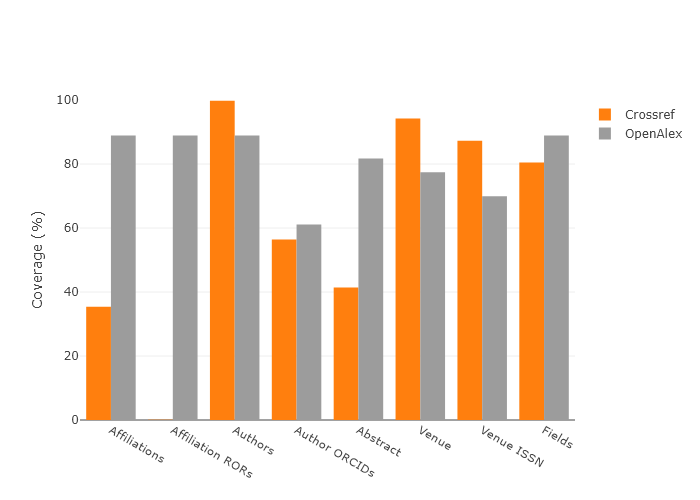 100
80
60
40
20
0
Coverage (%)
Affiliations
Affiliation RORs
Authors
Author ORCIDs
Abstract
Venue
Venue ISSN
Fields
Crossref
OpenAlex